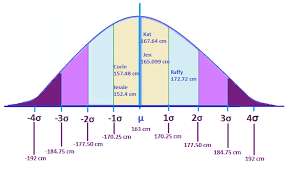 Kat
167.64 cm
Jen
165.099 cm
Corin
157.48 cm
Jessie
152.4 cm
Raffy
172.72 cm
-4σ
-3σ
-2σ
-1σ
μ
1σ
2σ
3σ
4σ
163 cm
-170.25 cm
170.25 cm
-177.50 cm
177.50 cm
-184.75 cm
184.75 cm
-192 cm
192 cm